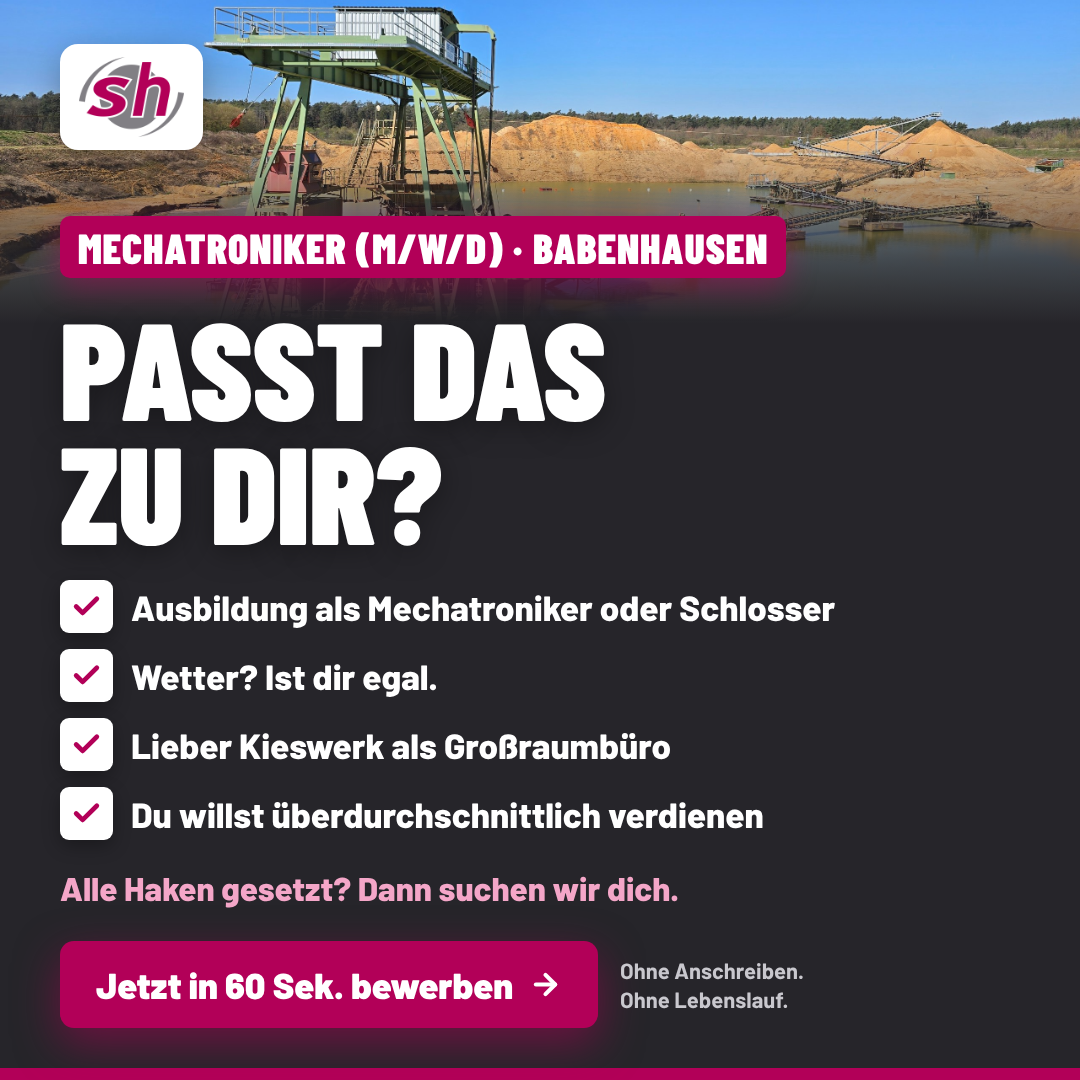 sh
MECHATRONIKER (M/W/D) · BABENHAUSEN
PASST DAS
ZU DIR?
Ausbildung als Mechatroniker oder Schlosser
Wetter? Ist dir egal.
Lieber Kieswerk als Großraumbüro
Du willst überdurchschnittlich verdienen
Alle Haken gesetzt? Dann suchen wir dich.
Jetzt in 60 Sek. bewerben →
Ohne Anschreiben.
Ohne Lebenslauf.